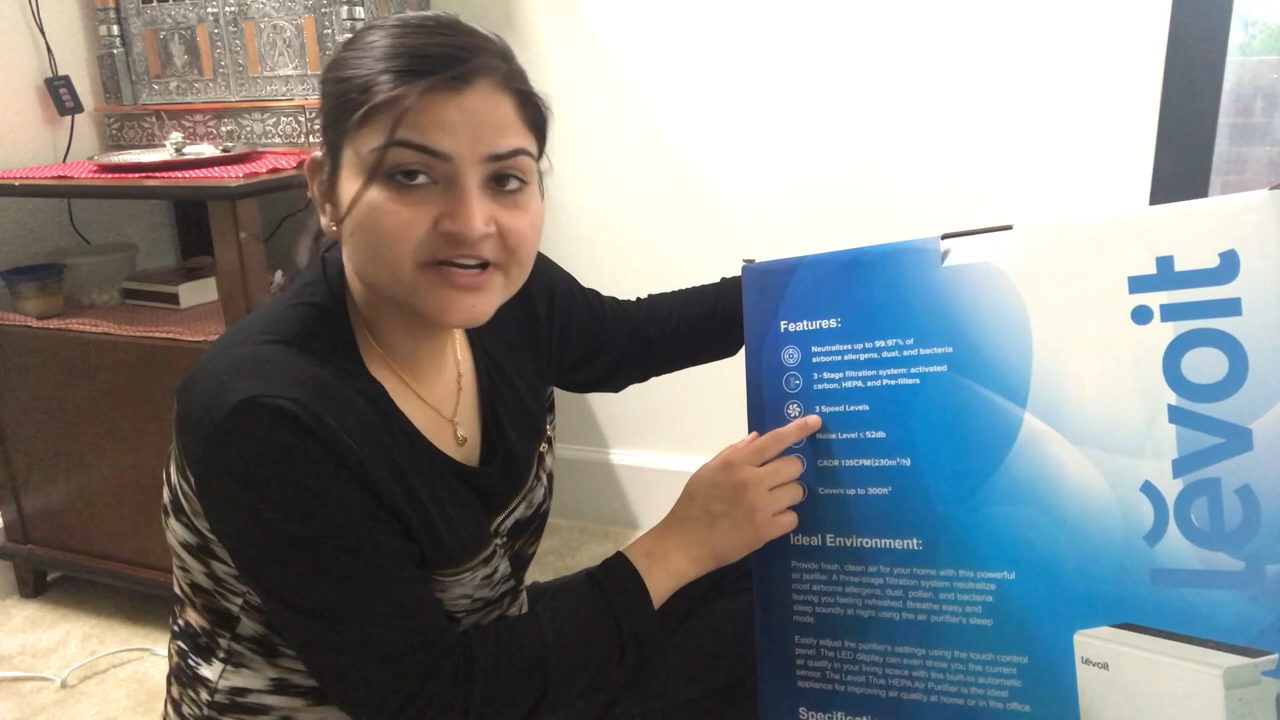 Features:
Neutralizes up to 99.97% of
airborne allergens, dust, and bacteria
3-Stage filtration system: activated
carbon, HEPA, and Pre-filters
3 Speed Levels
Noise Level ≤ 52db
CADR 135CFM(230m³/h)
Covers up to 300ft²
Ideal Environment:
Provide fresh, clean air for your home with this powerful
air purifier. A three-stage filtration system neutralize
most airborne allergens, dust, pollen, and bacteria,
leaving you feeling refreshed. Breathe easy and
sleep soundly at night using the air purifier's sleep
mode.
Easily adjust the purifier's settings using the touch control
panel. The LED display can even show you the current
air quality in your living space with the built-in automatic
sensor. The Levoit True HEPA Air Purifier is the ideal
appliance for improving air quality at home or in the office.
Levoit
Levoit